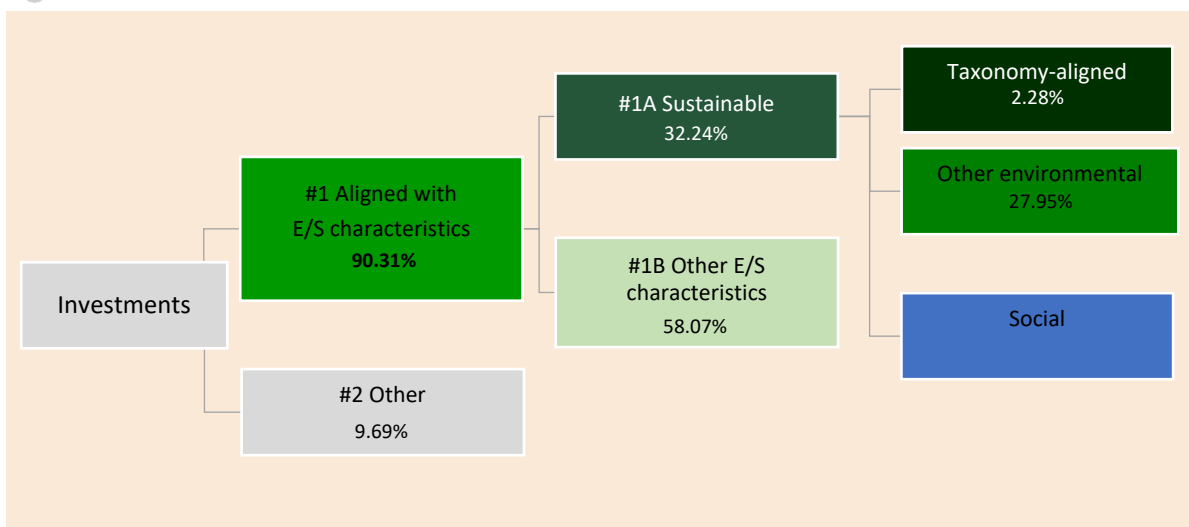 Investments
#1 Aligned with
E/S characteristics
90.31%
#2 Other
9.69%
#1A Sustainable
32.24%
#1B Other E/S
characteristics
58.07%
Taxonomy-aligned
2.28%
Other environmental
27.95%
Social